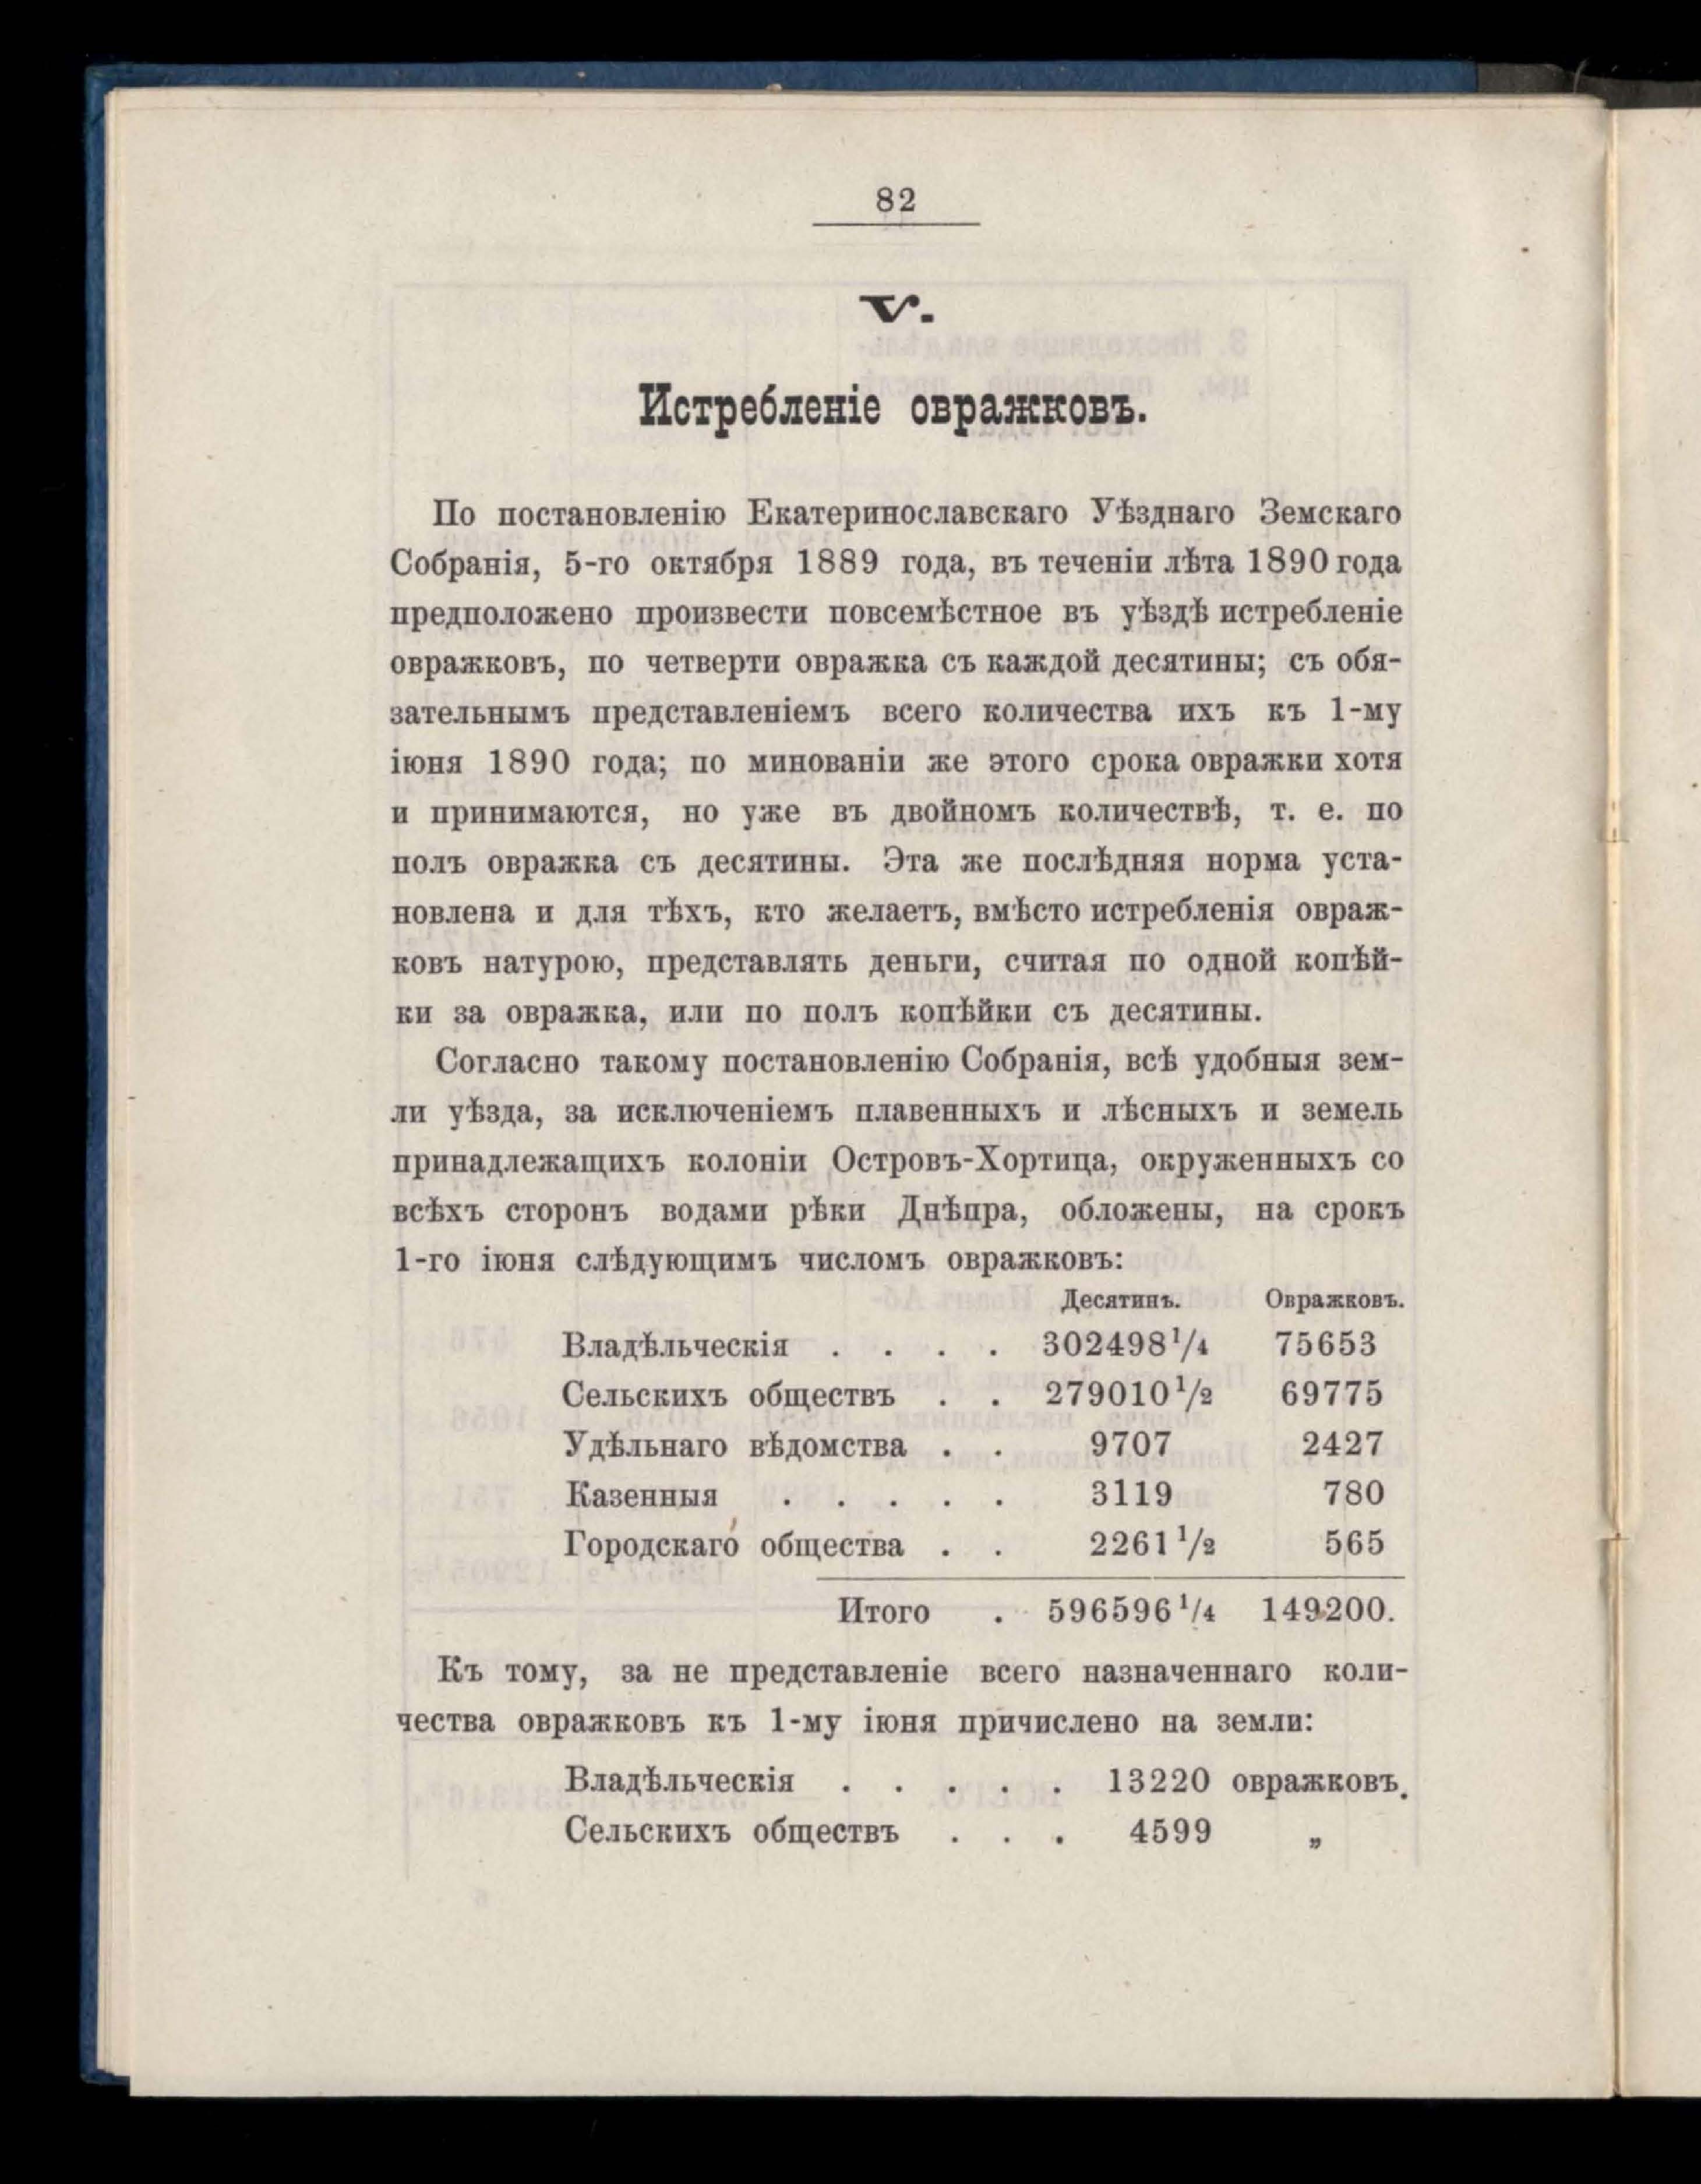 82
V.
Истребленіе овражковъ.
По постановленію Екатеринославскаго Уѣзднаго Земскаго
Собранія, 5-го октября 1889 года, въ теченіи лѣта 1890 года
предположено произвести повсемѣстное въ уѣздѣ истребленіе
овражковъ, по четверти овражка съ каждой десятины; съ обя-
зательнымъ представленіемъ всего количества ихъ къ 1-му
іюня 1890 года; по минованіи же этого срока овражки хотя
и принимаются, но уже въ двойномъ количествѣ, т. е. по
полъ овражка съ десятины. Эта же послѣдняя норма уста-
новлена и для тѣхъ, кто желаетъ, вмѣсто истребленія овраж-
ковъ натурою, представлять деньги, считая по одной копѣй-
ки за овражка, или по полъ копѣйки съ десятины.
Согласно такому постановленію Собранія, всѣ удобныя зем-
ли уѣзда, за исключеніемъ плавенныхъ и лѣсныхъ и земель
принадлежащихъ колоніи Островъ-Хортица, окруженныхъ со
всѣхъ сторонъ водами рѣки Днѣпра, обложены, на срокъ
1-го іюня слѣдующимъ числомъ овражковъ:
Десятинъ. Овражковъ.
Владѣльческія . . . . 302498 1/4 75653
Сельскихъ обществъ . . 279010 1/2 69775
Удѣльнаго вѣдомства . . 9707 2427
Казенныя . . . . . 3119 780
Городскаго общества . . 2261 1/2 565
Итого . 596596 1/4 149200.
Къ тому, за не представленіе всего назначеннаго коли-
чества овражковъ къ 1-му іюня причислено на земли:
Владѣльческія . . . . . 13220 овражковъ.
Сельскихъ обществъ . . . 4599 „